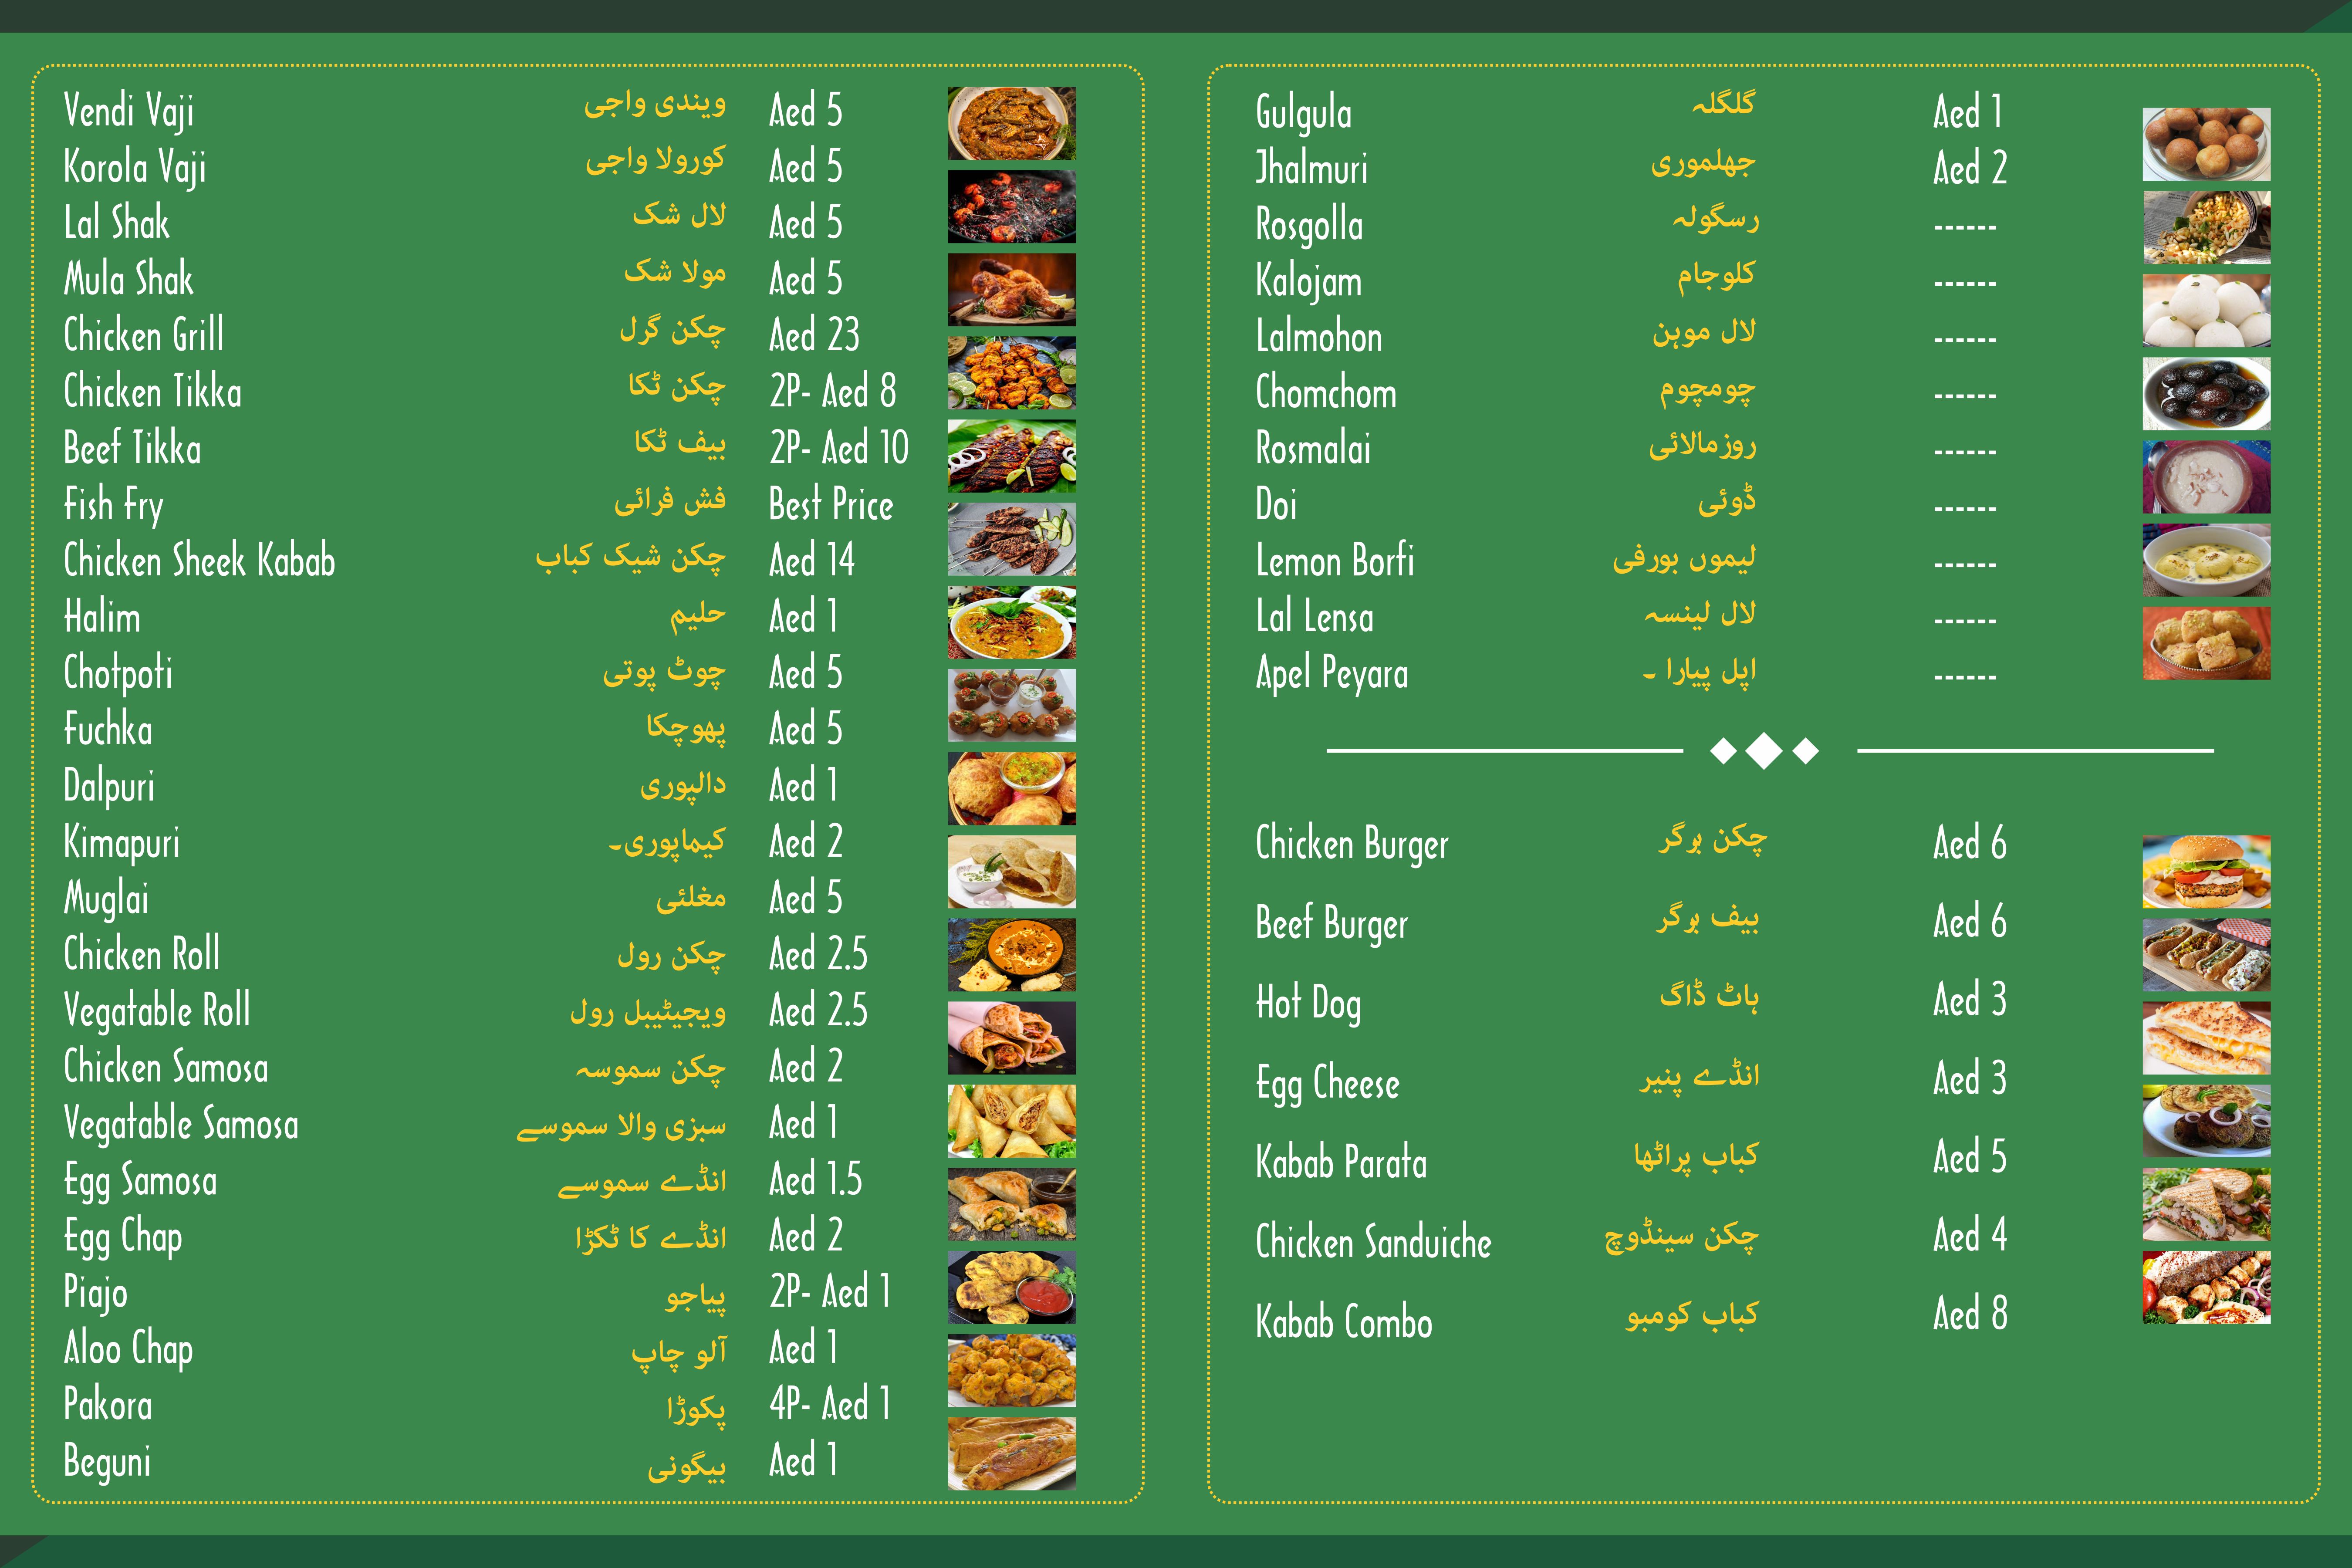 Vendi Vaji ویندی واجی Aed 5
Korola Vaji کورولا واجی Aed 5
Lal Shak لال شک Aed 5
Mula Shak مولا شک Aed 5
Chicken Grill چکن گرل Aed 23
Chicken Tikka چکن ٹکا 2P- Aed 8
Beef Tikka بیف ٹکا 2P- Aed 10
Fish Fry فش فرائی Best Price
Chicken Sheek Kabab چکن شیک کباب Aed 14
Halim حلیم Aed 1
Chotpoti چوٹ پوتی Aed 5
Fuchka پھوچکا Aed 5
Dalpuri دالپوری Aed 1
Kimapuri کیماپوری۔ Aed 2
Muglai مغلئی Aed 5
Chicken Roll چکن رول Aed 2.5
Vegatable Roll ویجیٹیبل رول Aed 2.5
Chicken Samosa چکن سموسہ Aed 2
Vegatable Samosa سبزی والا سموسے Aed 1
Egg Samosa انڈے سموسے Aed 1.5
Egg Chap انڈے کا ٹکڑا Aed 2
Piajo پیاجو 2P- Aed 1
Aloo Chap آلو چاپ Aed 1
Pakora پکوڑا 4P- Aed 1
Beguni بیگونی Aed 1
Gulgula گلگلہ Aed 1
Jhalmuri جھلموری Aed 2
Rosgolla رسگولہ ------
Kalojam کلوجام ------
Lalmohon لال موہن ------
Chomchom چومچوم ------
Rosmalai روزمالائی ------
Doi ڈوئی ------
Lemon Borfi لیموں بورفی ------
Lal Lensa لال لینسہ ------
Apel Peyara اپل پیارا ۔ ------
Chicken Burger چکن برگر Aed 6
Beef Burger بیف برگر Aed 6
Hot Dog ہاٹ ڈاگ Aed 3
Egg Cheese انڈے پنیر Aed 3
Kabab Parata کباب پراٹھا Aed 5
Chicken Sanduiche چکن سینڈوچ Aed 4
Kabab Combo کباب کومبو Aed 8